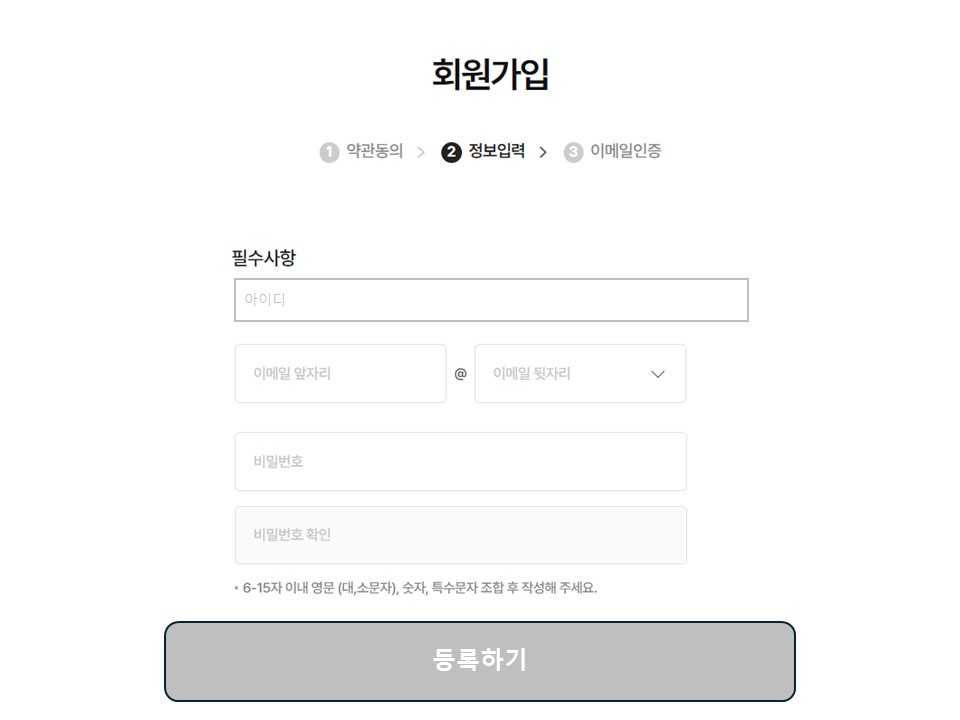 회원가입
1 약관동의 > 2 정보입력 > 3 이메일인증
필수사항
아이디
이메일 앞자리 @ 이메일 뒷자리
비밀번호
비밀번호 확인
• 6-15자 이내 영문 (대,소문자), 숫자, 특수문자 조합 후 작성해 주세요.
등록하기